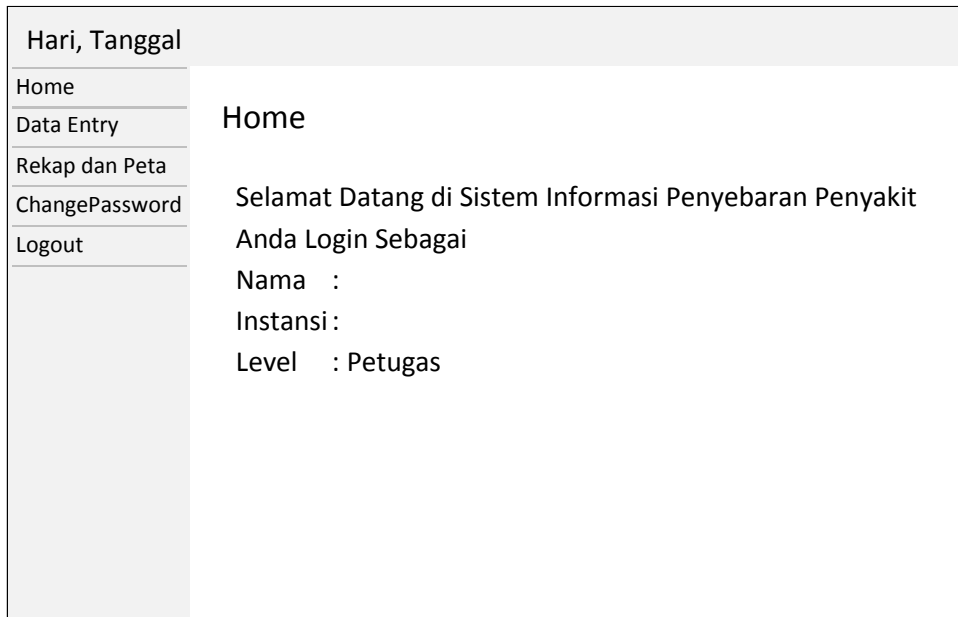 Hari, Tanggal
Home
Data Entry
Rekap dan Peta
ChangePassword
Logout
Home
Selamat Datang di Sistem Informasi Penyebaran Penyakit
Anda Login Sebagai
Nama :
Instansi :
Level : Petugas